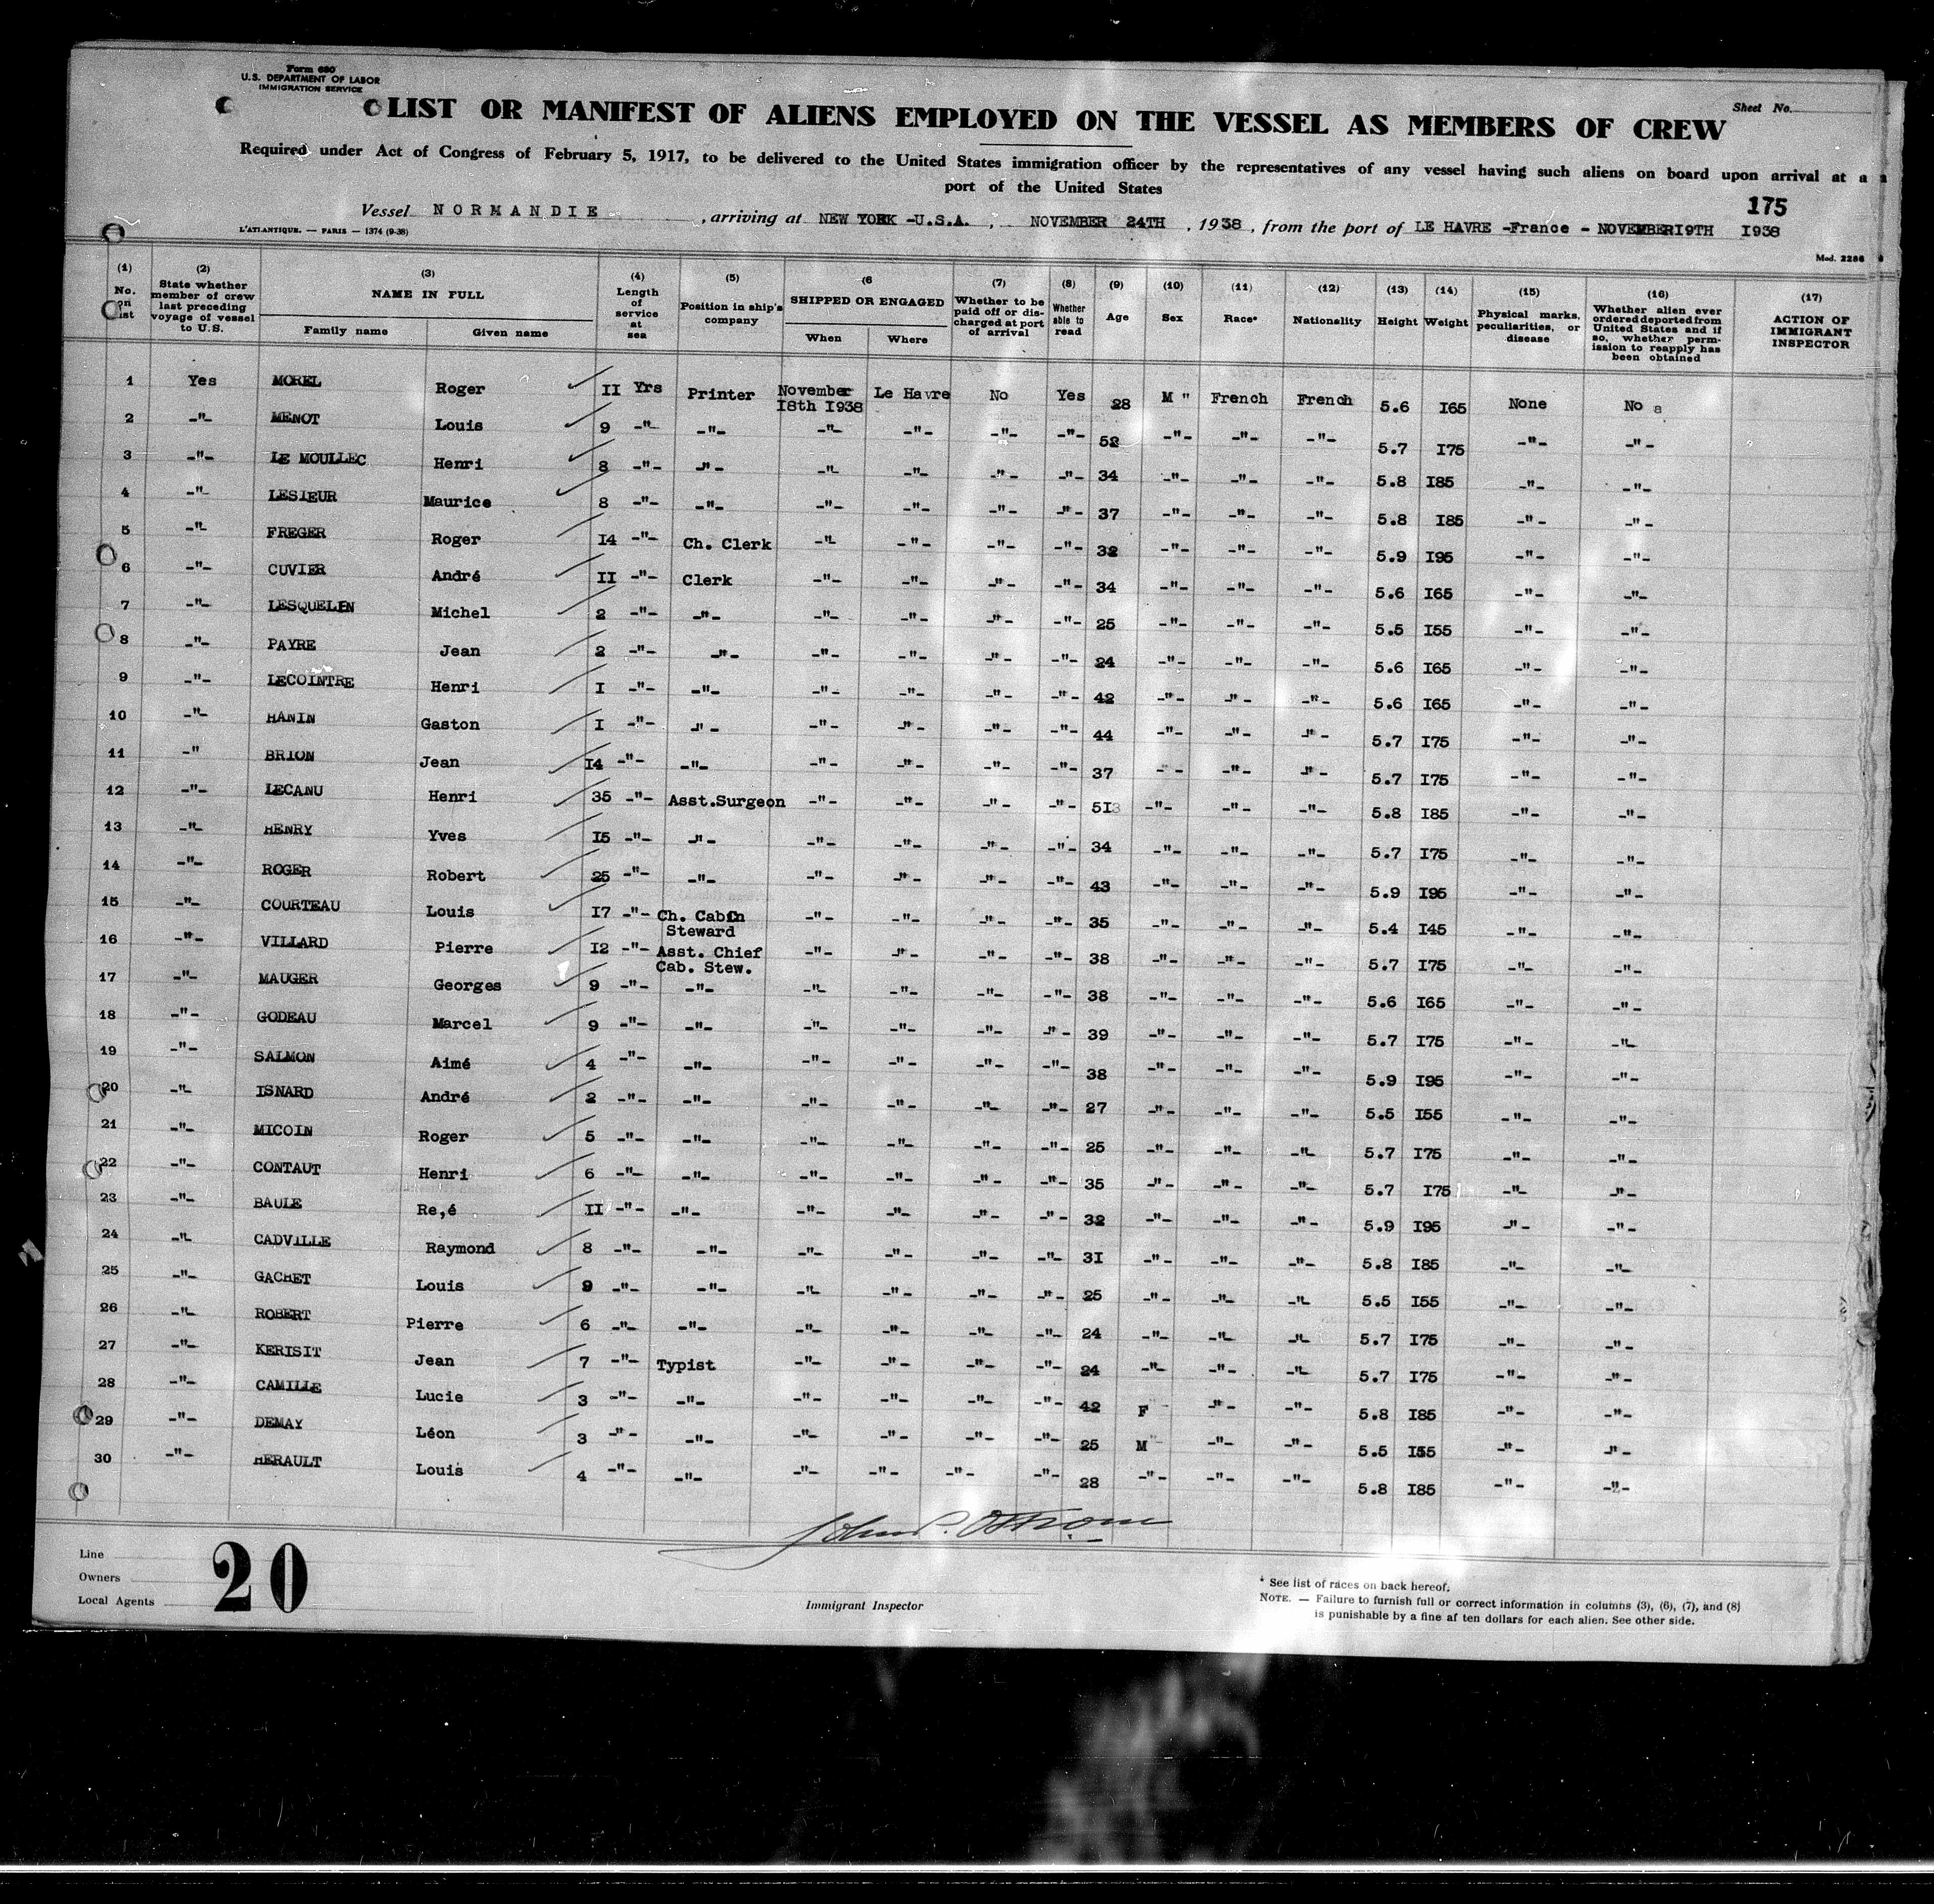 Form 680
U.S. DEPARTMENT OF LABOR
IMMIGRATION SERVICE
Sheet No.
LIST OR MANIFEST OF ALIENS EMPLOYED ON THE VESSEL AS MEMBERS OF CREW
Required under Act of Congress of February 5, 1917, to be delivered to the United States immigration officer by the representatives of any vessel having such aliens on board upon arrival at a
port of the United States
175
Vessel NORMANDIE, arriving at NEW YORK -U.S.A., NOVEMBER 24TH, 1938, from the port of LE HAVRE -France - NOVEMBER I9TH I938
L'ATLANTIQUE. — PARIS — 1374 (9-38)
Mod. 2286
(1) No. on list (2) State whether member of crew last preceding voyage of vessel to U.S. (3) NAME IN FULL Family name Given name (4) Length of service at sea (5) Position in ship's company (6 SHIPPED OR ENGAGED When Where (7) Whether to be paid off or discharged at port of arrival (8) Whether able to read (9) Age (10) Sex (11) Race* (12) Nationality (13) Height (14) Weight (15) Physical marks, peculiarities, or disease (16) Whether alien ever ordered deported from United States and if so, whether permission to reapply has been obtained (17) ACTION OF IMMIGRANT INSPECTOR
1 Yes MOREL Roger II Yrs Printer November I8th I938 Le Havre No Yes 28 M " French French 5.6 I65 None No
2 -"- MENOT Louis 9 -"- -"- -"- -"- -"- -"- 52 -"- -"- -"- 5.7 I75 -"- -"-
3 -"- LE MOULLEC Henri 8 -"- -"- -"- -"- -"- -"- 34 -"- -"- -"- 5.8 I85 -"- -"-
4 -"- LESIEUR Maurice 8 -"- -"- -"- -"- -"- -"- 37 -"- -"- -"- 5.8 I85 -"- -"-
5 -"- FREGER Roger I4 -"- Ch. Clerk -"- -"- -"- -"- 32 -"- -"- -"- 5.9 I95 -"- -"-
6 -"- CUVIER André II -"- Clerk -"- -"- -"- -"- 34 -"- -"- -"- 5.6 I65 -"- -"-
7 -"- LESQUELEN Michel 2 -"- -"- -"- -"- -"- -"- 25 -"- -"- -"- 5.5 I55 -"- -"-
8 -"- PAYRE Jean 2 -"- -"- -"- -"- -"- -"- 24 -"- -"- -"- 5.6 I65 -"- -"-
9 -"- LECOINTRE Henri I -"- -"- -"- -"- -"- -"- 42 -"- -"- -"- 5.6 I65 -"- -"-
10 -"- HANIN Gaston I -"- -"- -"- -"- -"- -"- 44 -"- -"- -"- 5.7 I75 -"- -"-
11 -" BRION Jean I4 -"- -"- -"- -"- -"- -"- 37 - - -"- -"- 5.7 I75 -"- -"-
12 -"- LECANU Henri 35 -"- Asst.Surgeon -"- -"- -"- -"- 5I3 -"- -"- -"- 5.8 I85 -"- -"-
13 -"- HENRY Yves I5 -"- -"- -"- -"- -"- -"- 34 -"- -"- -"- 5.7 I75 -"- -"-
14 -"- ROGER Robert 25 -"- -"- -"- -"- -"- -"- 43 -"- -"- -"- 5.9 I95 -"- -"-
15 -"- COURTEAU Louis I7 -"- Ch. Cabin Steward -"- -"- -"- -"- 35 -"- -"- -"- 5.4 I45 -"- -"-
16 -"- VILLARD Pierre I2 -"- Asst. Chief Cab. Stew. -"- -"- -"- -"- 38 -"- -"- -"- 5.7 I75 -"- -"-
17 -"- MAUGER Georges 9 -"- -"- -"- -"- -"- -"- 38 -"- -"- -"- 5.6 I65 -"- -"-
18 -"- GODEAU Marcel 9 -"- -"- -"- -"- -"- -"- 39 -"- -"- -"- 5.7 I75 -"- -"-
19 -"- SALMON Aimé 4 -"- -"- -"- -"- -"- -"- 38 -"- -"- -"- 5.9 I95 -"- -"-
20 -"- ISNARD André 2 -"- -"- -"- -"- -"- -"- 27 -"- -"- -"- 5.5 I55 -"- -"-
21 -"- MICOIN Roger 5 -"- -"- -"- -"- -"- -"- 25 -"- -"- -"- 5.7 I75 -"- -"-
22 -"- CONTAUT Henri 6 -"- -"- -"- -"- -"- -"- 35 -"- -"- -"- 5.7 I75 -"- -"-
23 -"- BAULE Re,é II -"- -"- -"- -"- -"- -"- 32 -"- -"- -"- 5.9 I95 -"- -"-
24 -"- CADVILLE Raymond 8 -"- -"- -"- -"- -"- -"- 3I -"- -"- -"- 5.8 I85 -"- -"-
25 -"- GACHET Louis 9 -"- -"- -"- -"- -"- -"- 25 -"- -"- -"- 5.5 I55 -"- -"-
26 -"- ROBERT Pierre 6 -"- -"- -"- -"- -"- -"- 24 -"- -"- -"- 5.7 I75 -"- -"-
27 -"- KERISIT Jean 7 -"- Typist -"- -"- -"- -"- 24 -"- -"- -"- 5.7 I75 -"- -"-
28 -"- CAMILLE Lucie 3 -"- -"- -"- -"- -"- -"- 42 F -"- -"- 5.8 I85 -"- -"-
29 -"- DEMAY Léon 3 -"- -"- -"- -"- -"- -"- 25 M -"- -"- 5.5 I55 -"- -"-
30 -"- HERAULT Louis 4 -"- -"- -"- -"- -"- -"- 28 -"- -"- -"- 5.8 I85 -"- -"-
Line
Owners
Local Agents
20
Immigrant Inspector
* See list of races on back hereof.
NOTE. — Failure to furnish full or correct information in columns (3), (6), (7), and (8)
is punishable by a fine af ten dollars for each alien. See other side.